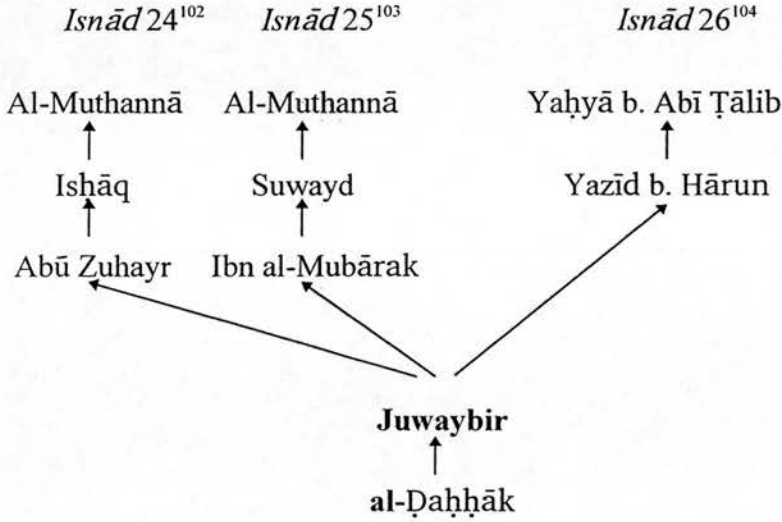 Isnād 24¹⁰² Isnād 25¹⁰³ Isnād 26¹⁰⁴
Al-Muthannā Al-Muthannā Yaḥyā b. Abī Ṭālib
Isḥāq Suwayd Yazīd b. Hārun
Abū Zuhayr Ibn al-Mubārak
Juwaybir
al-Ḍaḥḥāk